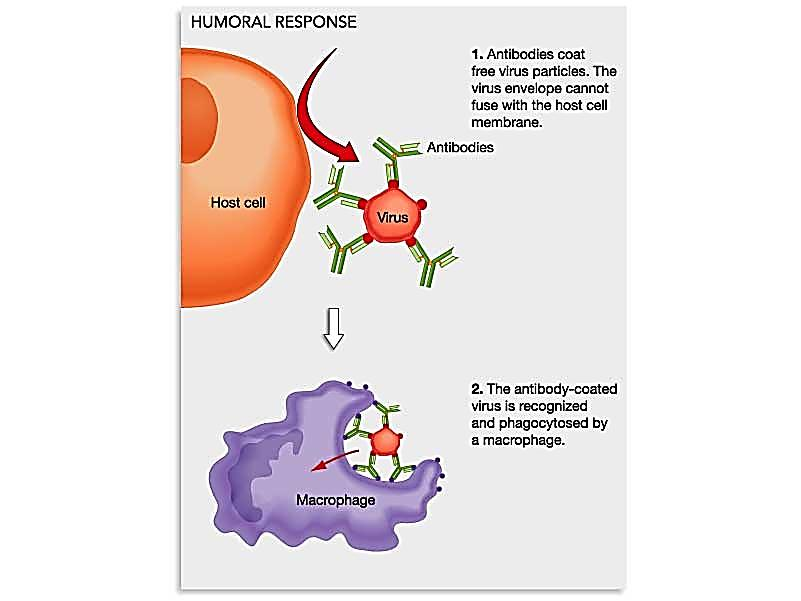 HUMORAL RESPONSE
1. Antibodies coat
free virus particles. The
virus envelope cannot
fuse with the host cell
membrane.
Antibodies
Host cell
Virus
2. The antibody-coated
virus is recognized
and phagocytosed by
a macrophage.
Macrophage